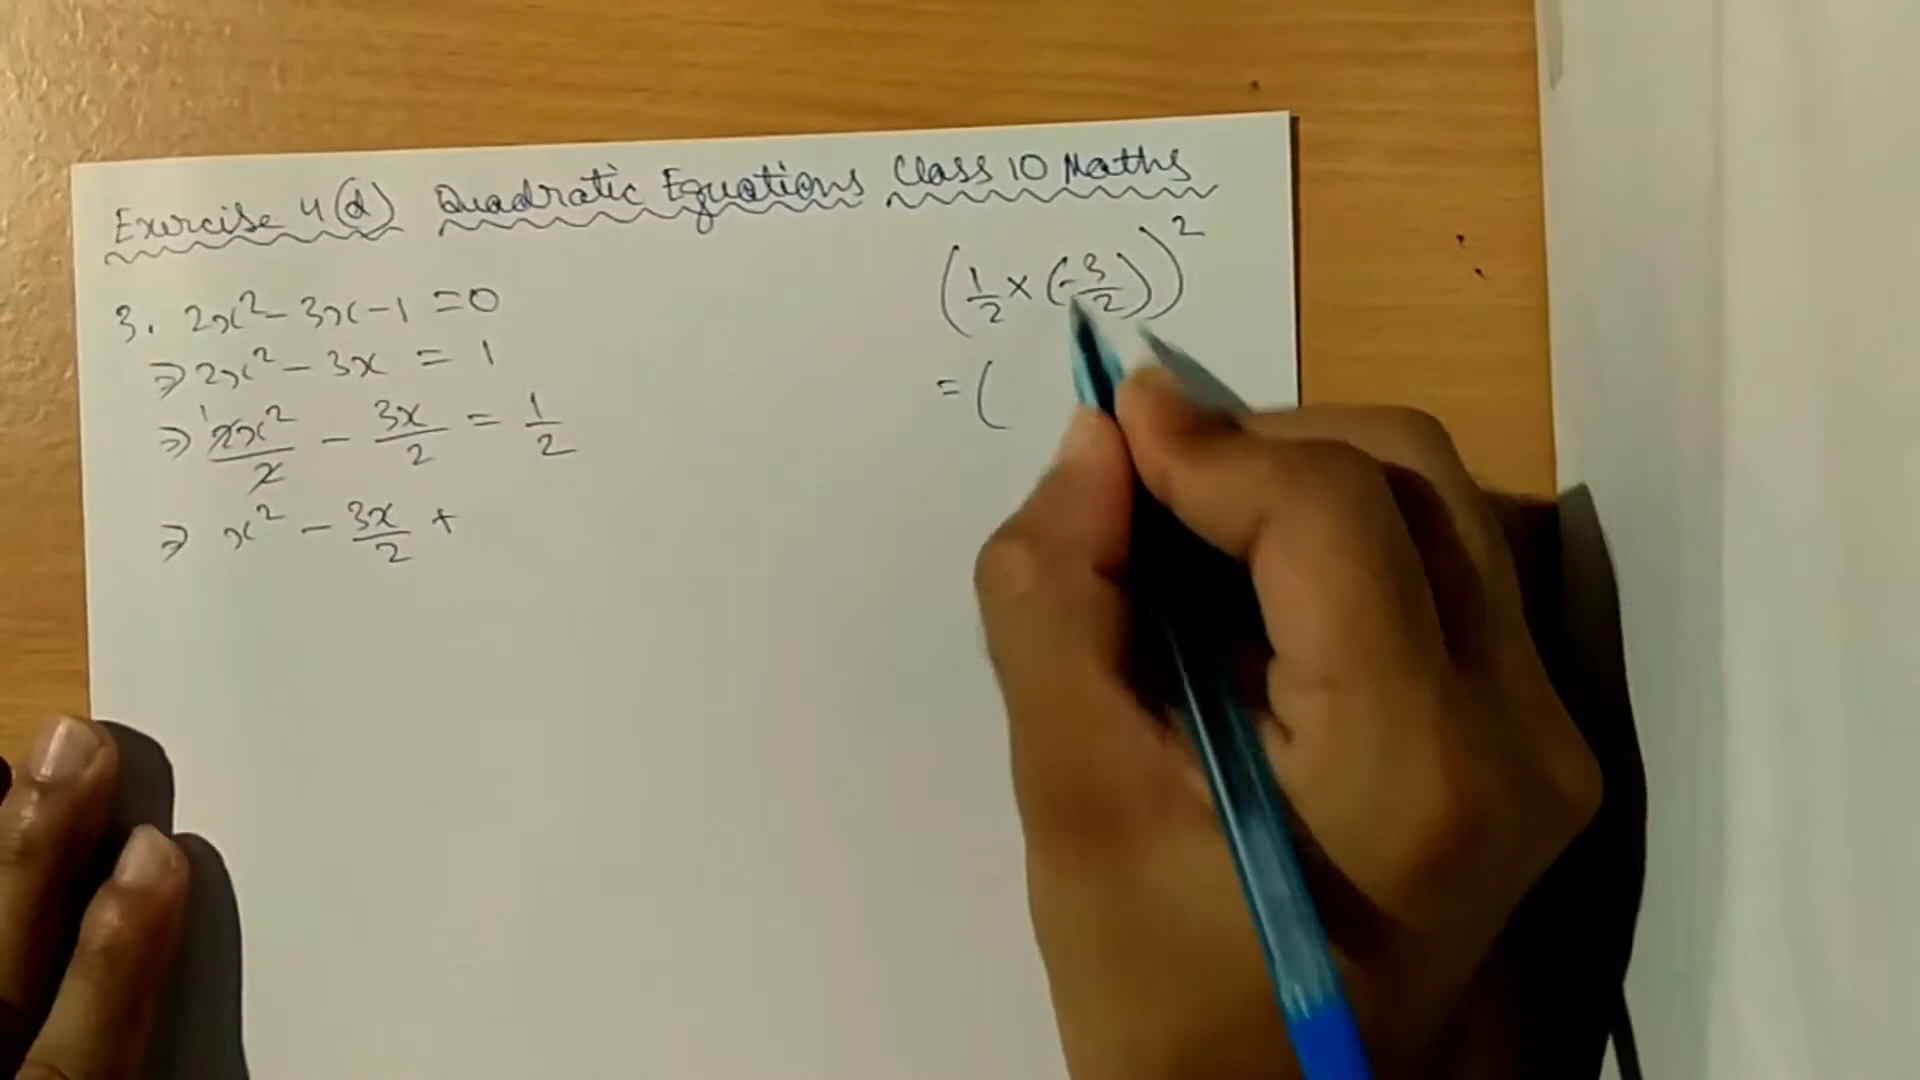 Exercise 4(d) Quadratic Equations Class 10 Maths
3. 2x² - 3x - 1 = 0
⇒ 2x² - 3x = 1
⇒ 2x²/2 - 3x/2 = 1/2
⇒ x² - 3x/2 +
(1/2 × (-3/2))²
= (